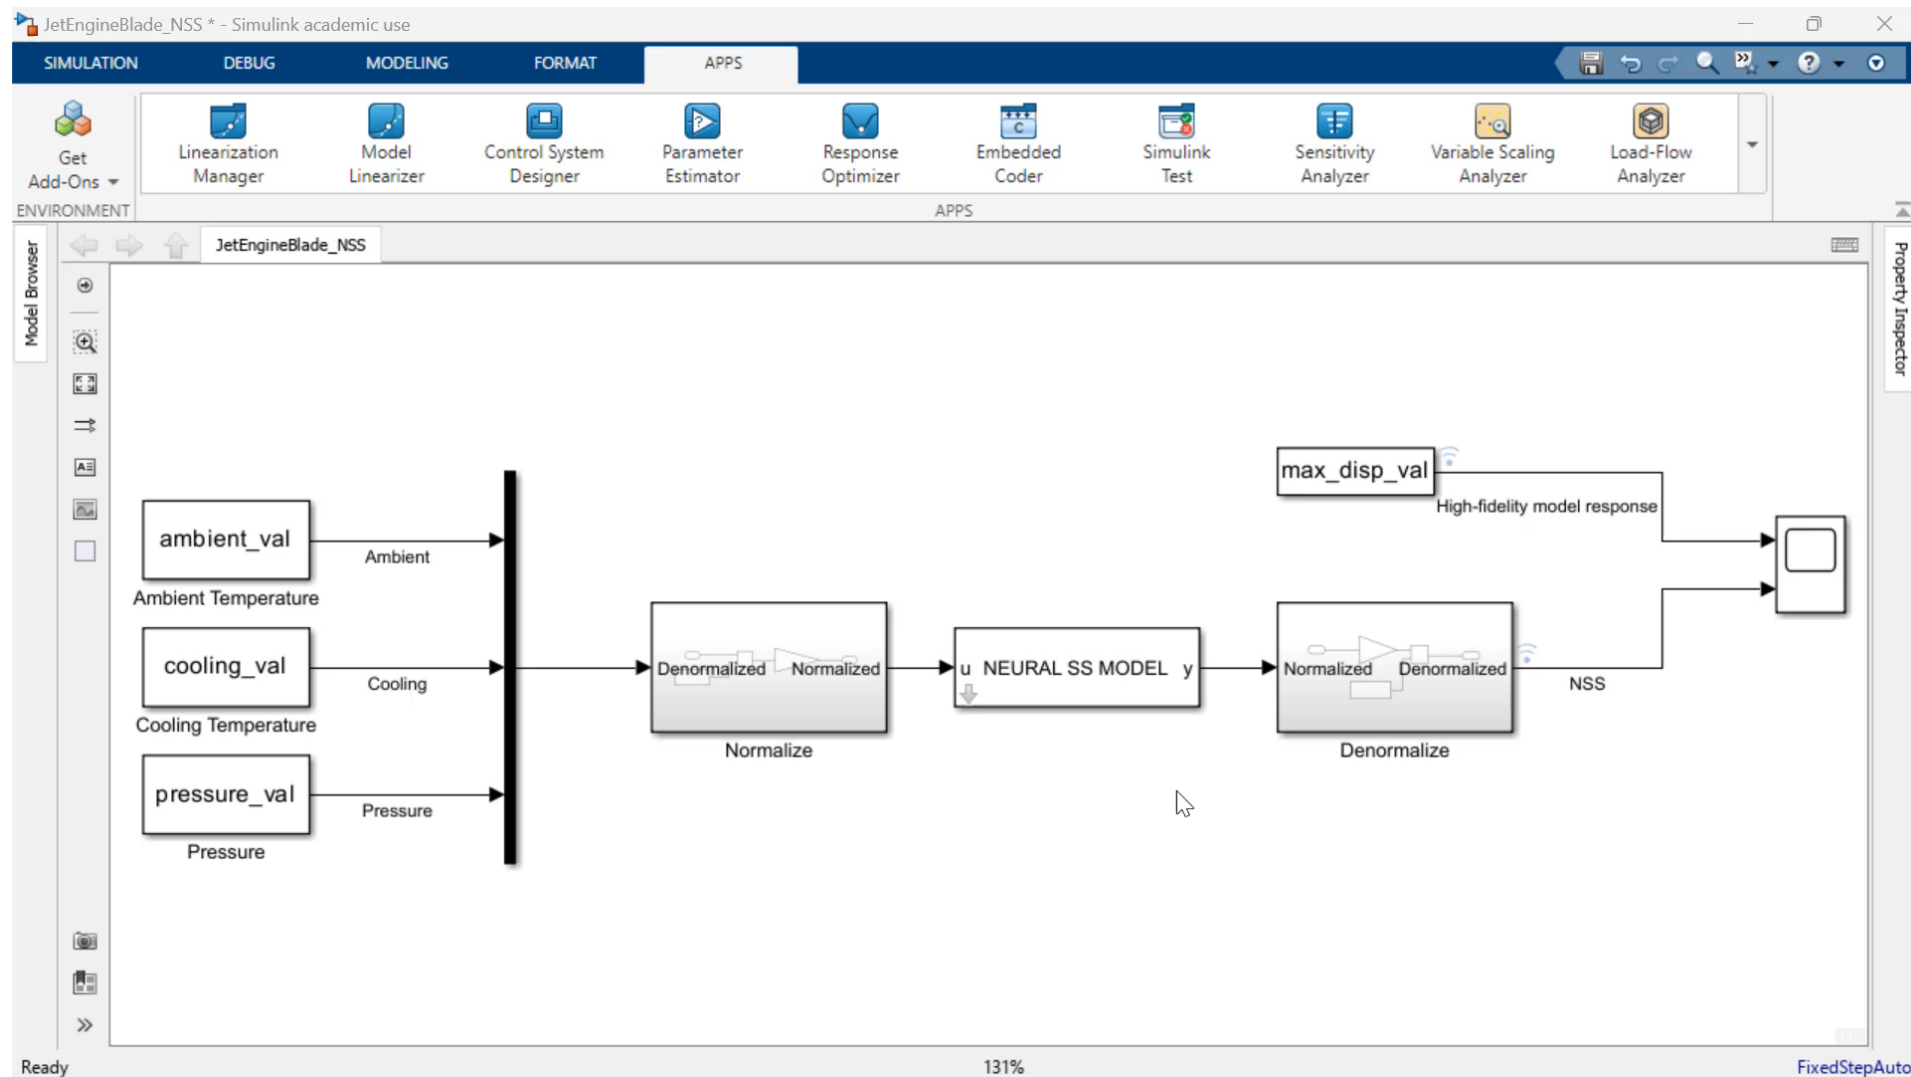 JetEngineBlade_NSS * - Simulink academic use
SIMULATION
DEBUG
MODELING
FORMAT
APPS
Get
Add-Ons
Linearization
Manager
Model
Linearizer
Control System
Designer
Parameter
Estimator
Response
Optimizer
C
Embedded
Coder
Simulink
Test
Sensitivity
Analyzer
Variable Scaling
Analyzer
Load-Flow
Analyzer
ENVIRONMENT
APPS
Model Browser
JetEngineBlade_NSS
Property Inspector
max_disp_val
High-fidelity model response
ambient_val
Ambient
Ambient Temperature
cooling_val
Cooling
Cooling Temperature
pressure_val
Pressure
Pressure
Denormalized Normalized
Normalize
u NEURAL SS MODEL y
Normalized Denormalized
Denormalize
NSS
Ready
131%
FixedStepAuto